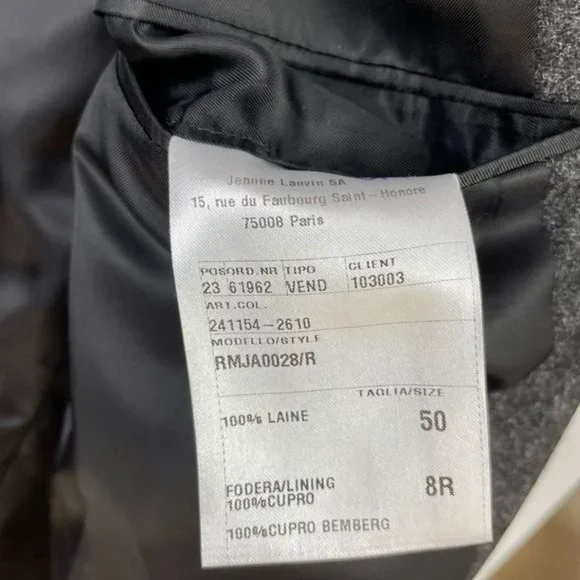 Jeanne Lanvin SA
15, rue du Faubourg Saint-Honore
75008 Paris
POSORD.NR TIPO CLIENT
23 61962 VEND 103003
ART.COL.
241154-2610
MODELLO/STYLE
RMJA0028/R
TAGLIA/SIZE
100% LAINE 50
FODERA/LINING 8R
100%CUPRO
100%CUPRO BEMBERG